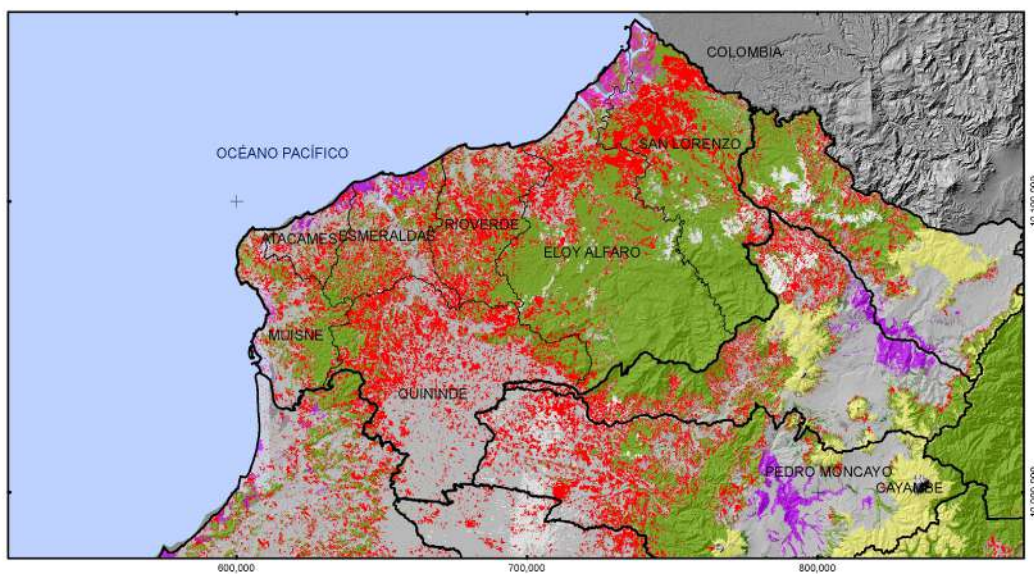 COLOMBIA
OCÉANO PACÍFICO
SAN LORENZO
ATACAMES
ESMERALDAS
RIOVERDE
ELOY ALFARO
MUISNE
QUININDE
PEDRO MONCAYO
CAYAMBE
600,000
700,000
800,000